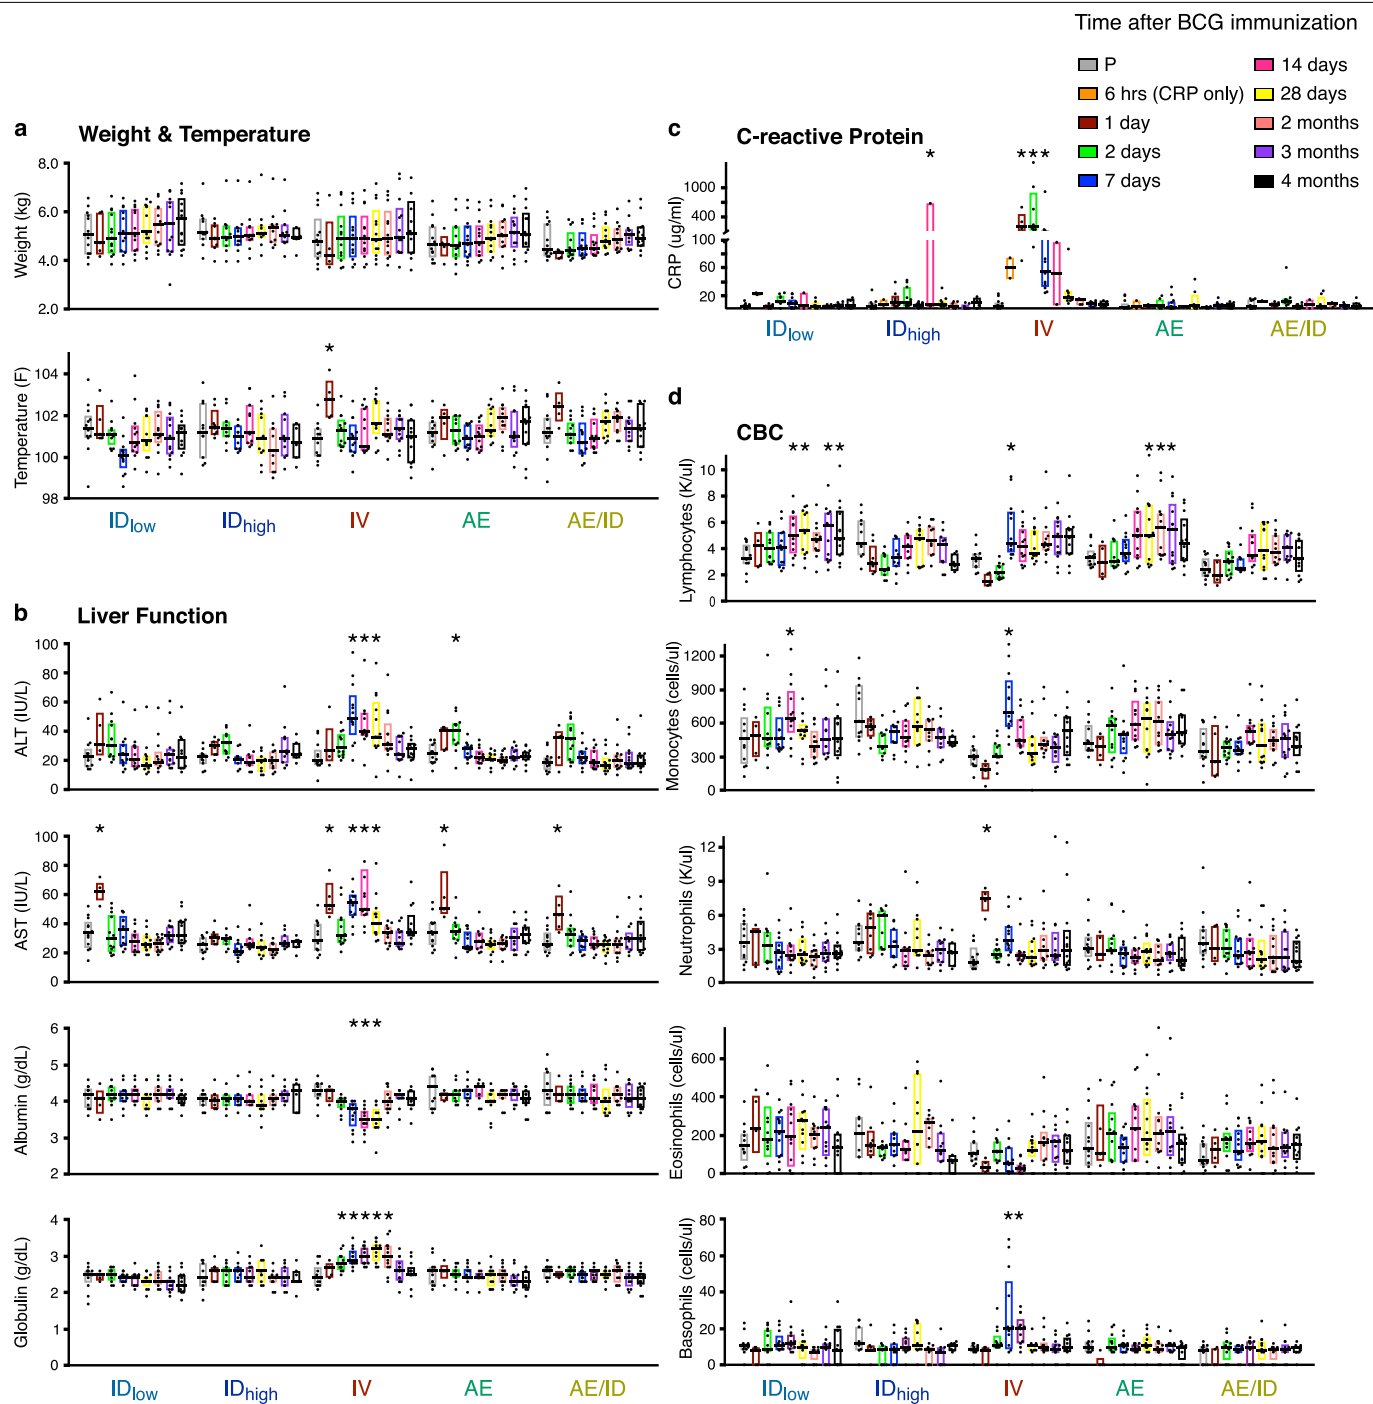 Time after BCG immunization
P
14 days
6 hrs (CRP only)
28 days
1 day
2 months
2 days
3 months
7 days
4 months
a
Weight & Temperature
8.0
6.0
4.0
2.0
Weight (kg)
*
104
102
100
98
Temperature (F)
IDlow
IDhigh
IV
AE
AE/ID
b
Liver Function
* * * *
100
80
60
40
20
0
ALT (IU/L)
* * * * * * *
100
80
60
40
20
0
AST (IU/L)
* * *
6
5
4
3
2
Albumin (g/dL)
* * * * *
4
3
2
1
0
Globulin (g/dL)
IDlow
IDhigh
IV
AE
AE/ID
c
C-reactive Protein
* * * *
1000
400
100
60
20
CRP (ug/ml)
IDlow
IDhigh
IV
AE
AE/ID
d
CBC
* * * * * * * *
10
8
6
4
2
0
Lymphocytes (K/ul)
* *
1200
900
600
300
0
Monocytes (cells/ul)
*
12
9
6
3
0
Neutrophils (K/ul)
600
400
200
0
Eosinophils (cells/ul)
* *
80
60
40
20
0
Basophils (cells/ul)
IDlow
IDhigh
IV
AE
AE/ID